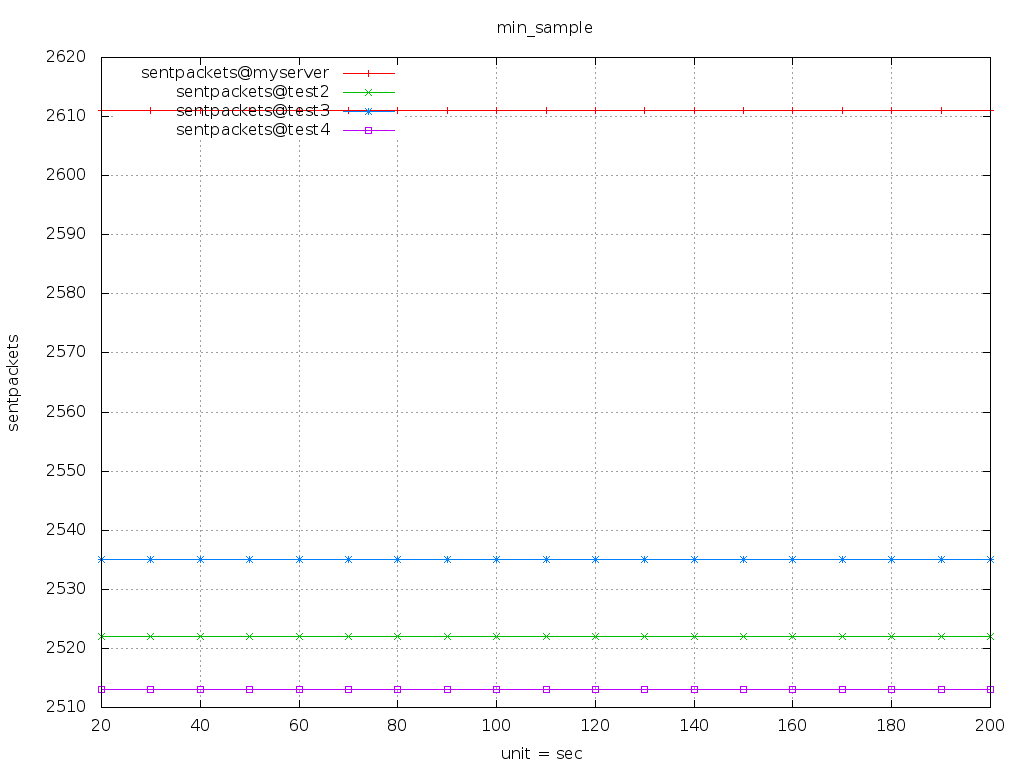 min_sample
2620
sentpackets@myserver
sentpackets@test2
sentpackets@test3
2610
sentpackets@test4
2600
2590
2580
2570
sentpackets
2560
2550
2540
2530
2520
2510
20 40 60 80 100 120 140 160 180 200
unit = sec